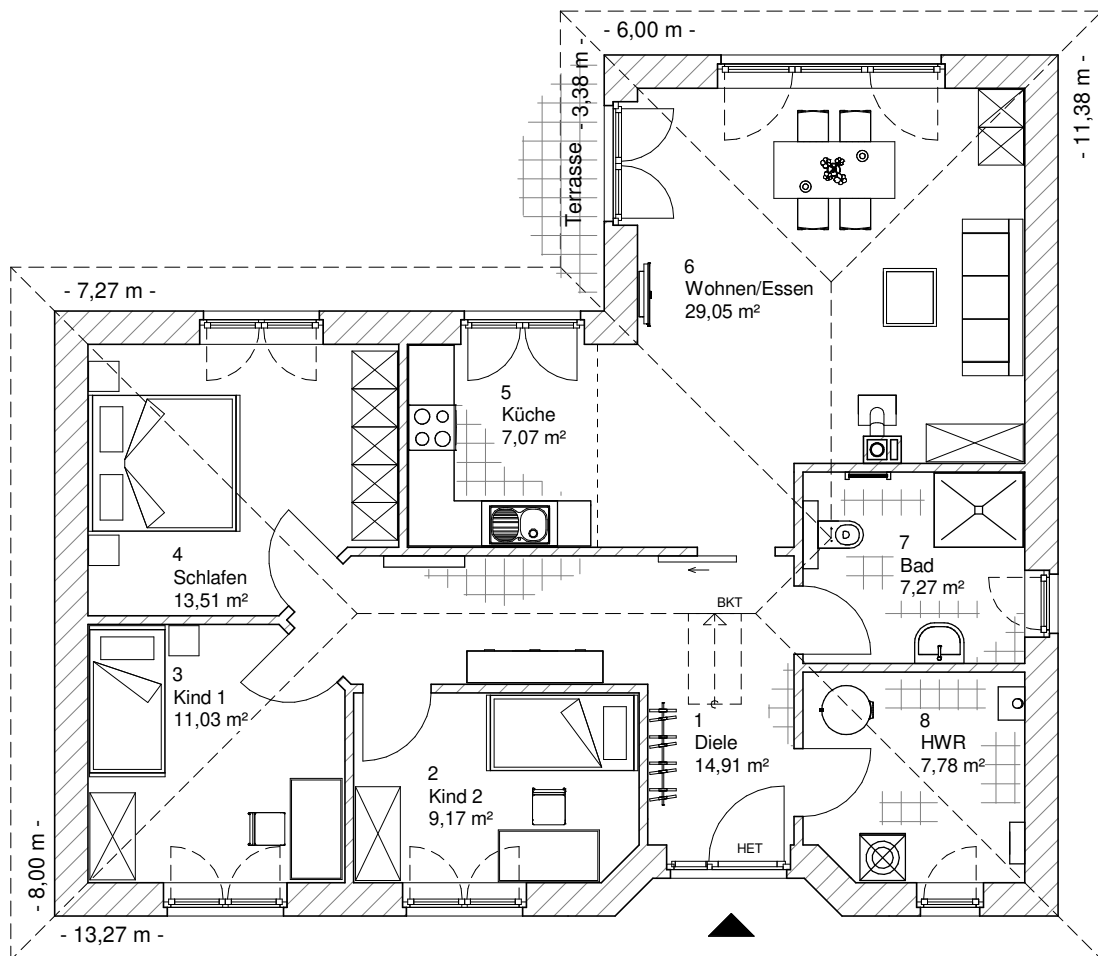 - 6,00 m -
- 11,38 m -
Terrasse - 3,38 m -
- 7,27 m -
6
Wohnen/Essen
29,05 m²
5
Küche
7,07 m²
4
Schlafen
13,51 m²
7
Bad
7,27 m²
BKT
3
Kind 1
11,03 m²
1
Diele
14,91 m²
8
HWR
7,78 m²
2
Kind 2
9,17 m²
HET
- 8,00 m -
- 13,27 m -